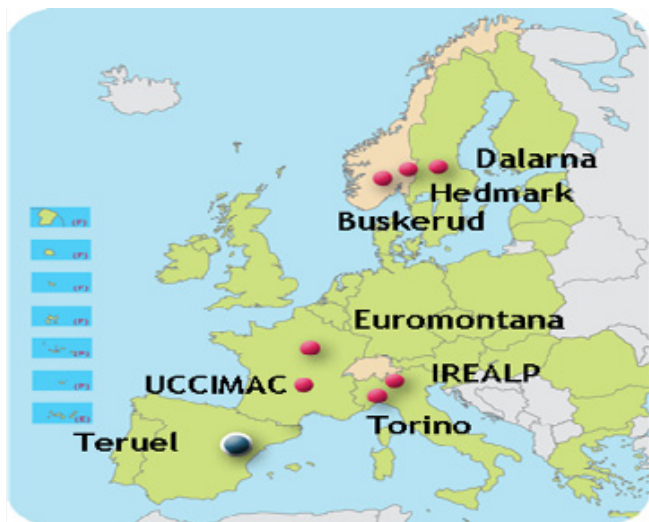 Dalarna
Hedmark
Buskerud
Euromontana
UCCIMAC
IREALP
Torino
Teruel